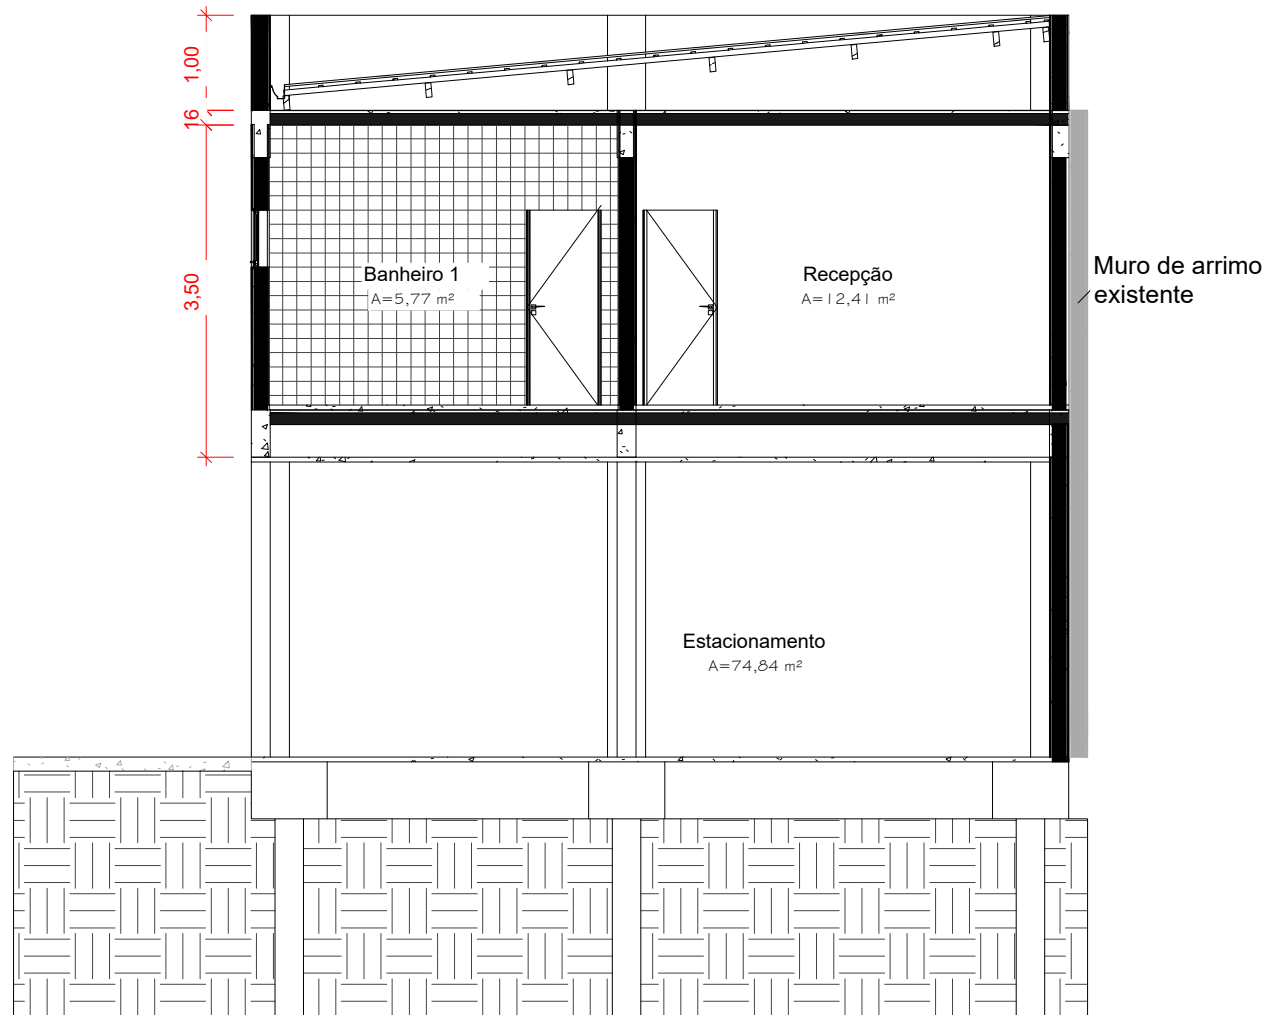 1,00
16
3,50
Banheiro 1
A=5,77 m²
Recepção
A=12,41 m²
Muro de arrimo
existente
Estacionamento
A=74,84 m²